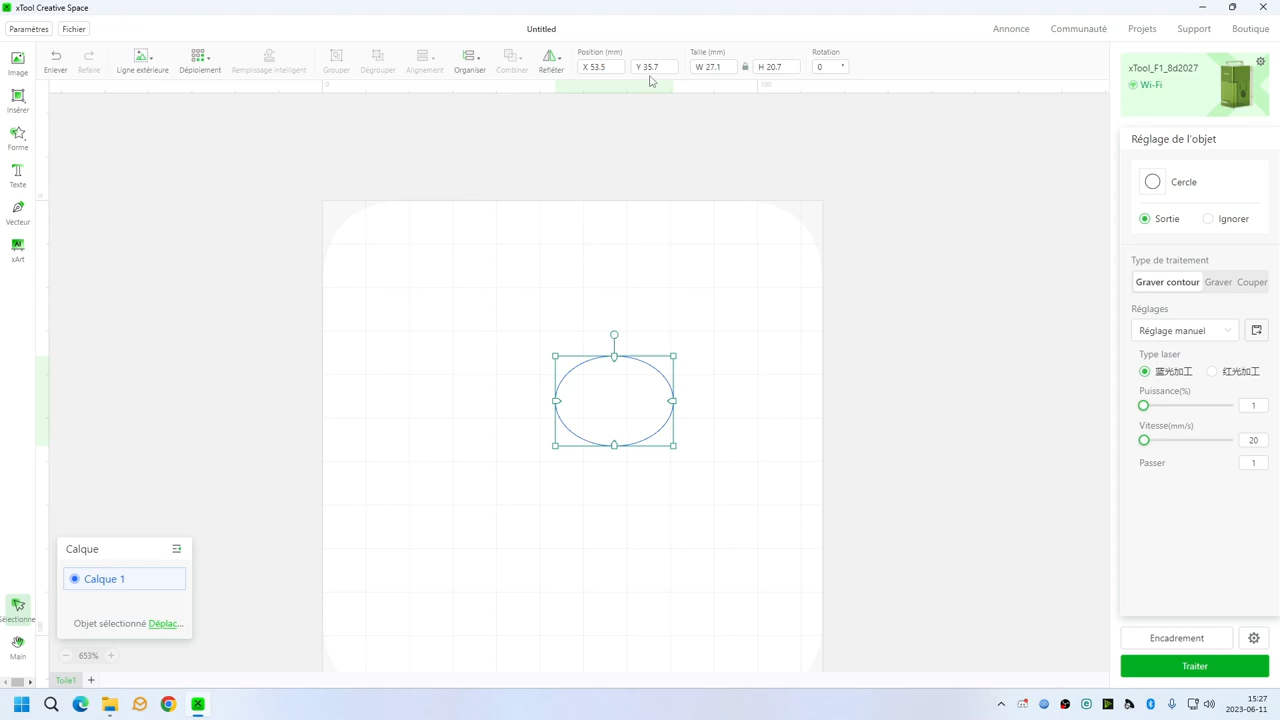 xTool Creative Space
Paramètres Fichier Untitled Annonce Communauté Projets Support Boutique
Image
Enlever Refaire Ligne extérieure Déploiement Remplissage intelligent Grouper Dégrouper Alignement Organiser Combiner Refléter
Position (mm) Taille (mm) Rotation
X 53.5 Y 35.7 W 27.1 H 20.7 0 °
xTool_F1_8d2027
Wi-Fi
0 100
Insérer
Forme
Texte
Vecteur
xArt
Réglage de l'objet
Cercle
Sortie Ignorer
Type de traitement
Graver contour Graver Couper
Réglages
Réglage manuel
Type laser
蓝光加工 红光加工
Puissance(%)
1
Vitesse(mm/s)
20
Passer 1
Calque
Calque 1
Objet sélectionné Déplac...
Sélectionne
Main
653%
Toile1
Encadrement
Traiter
15:27
2023-06-11